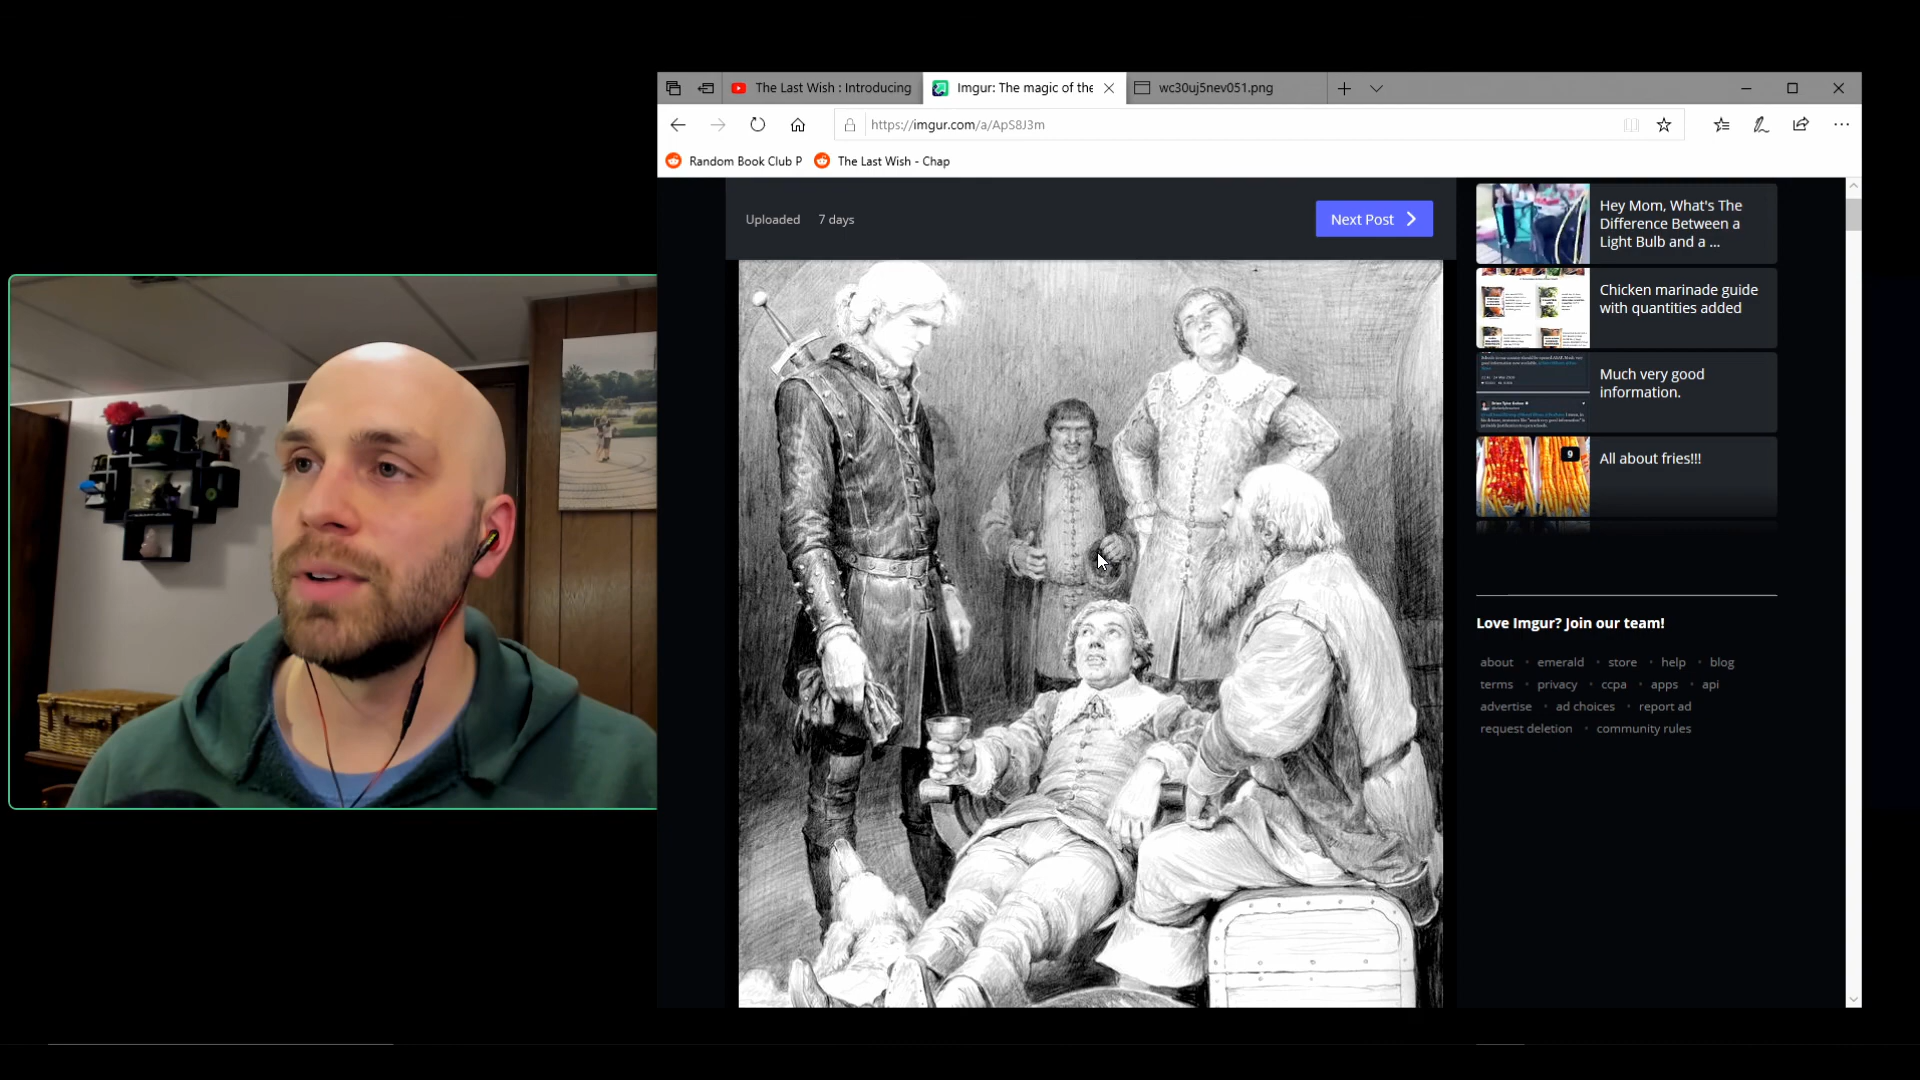 The Last Wish : Introducing
Imgur: The magic of the
wc30uj5nev051.png
https://imgur.com/a/ApS8J3m
Random Book Club P
The Last Wish - Chap
Uploaded 7 days
Next Post
Hey Mom, What's The
Difference Between a
Light Bulb and a ...
Chicken marinade guide
with quantities added
Much very good
information.
9
All about fries!!!
Love Imgur? Join our team!
about • emerald • store • help • blog
terms • privacy • ccpa • apps • api
advertise • ad choices • report ad
request deletion • community rules